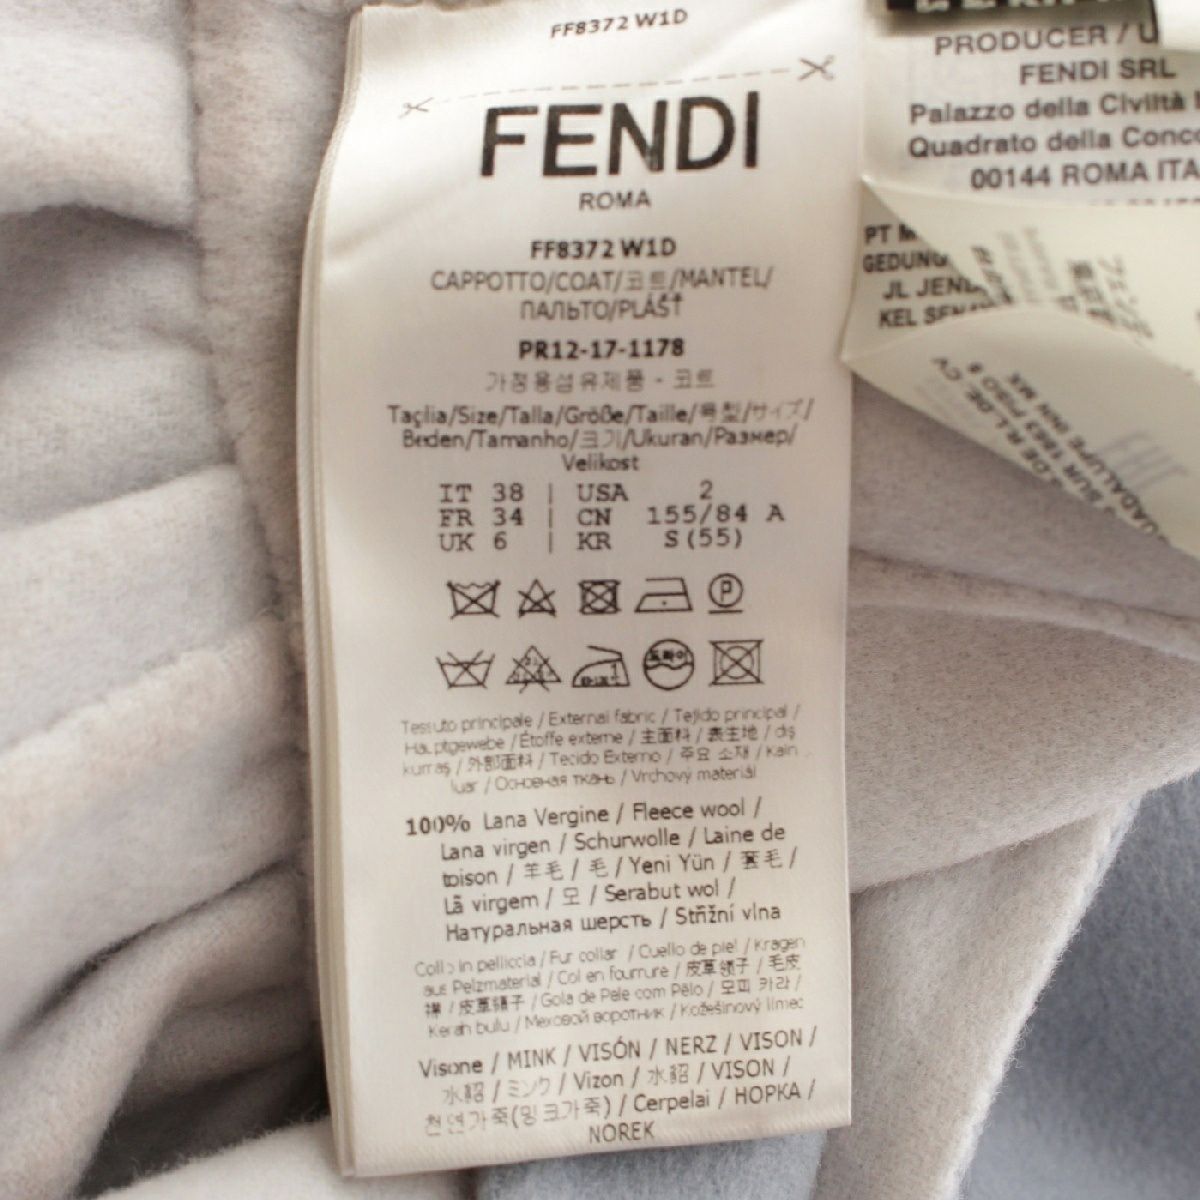 FF8372 W1D
FENDI
ROMA
FF8372 W1D
CAPPOTTO/COAT/코트/MANTEL/
ПАЛЬТО/PLÁŠŤ
PR12-17-1178
가정용섬유제품 - 코트
Taglia/Size/Talla/Größe/Taille/号型/サイズ/
Beden/Tamanho/크기/Ukuran/Размер/
Velikost
IT 38 | USA 2
FR 34 | CN 155/84 A
UK 6 | KR S(55)
Tessuto principale / External fabric / Tejido principal /
Hauptgewebe / Étoffe externe / 主面料 / 表生地 / dış
kumaş / 外部面料 / Tecido Externo / 주요 소재 / Kain
luar / Основная ткань / Vrchový materiál
100% Lana Vergine / Fleece wool /
Lana virgen / Schurwolle / Laine de
toison / 羊毛 / 毛 / Yeni Yün / 套毛 /
Lã virgem / 모 / Serabut wol /
Натуральная шерсть / Střižní vlna
Collo in pelliccia / Fur collar / Cuello de piel / Kragen
aus Pelzmaterial / Col en fourrure / 皮草領子 / 毛皮
襟 / 皮草領子 / Gola de Pele com Pêlo / 모피 카라 /
Kerah bulu / Меховой воротник / Kožešinový límec
Visone / MINK / VISÓN / NERZ / VISON /
水貂 / ミンク / Vizon / 水貂 / VISON /
천연가죽(밍크가죽) / Cerpelai / НОРКА /
NOREK
PRODUCER /
FENDI SRL
Palazzo della Civiltà
Quadrato della
00144 ROMA
PT
GEDUNG
JL
KEL